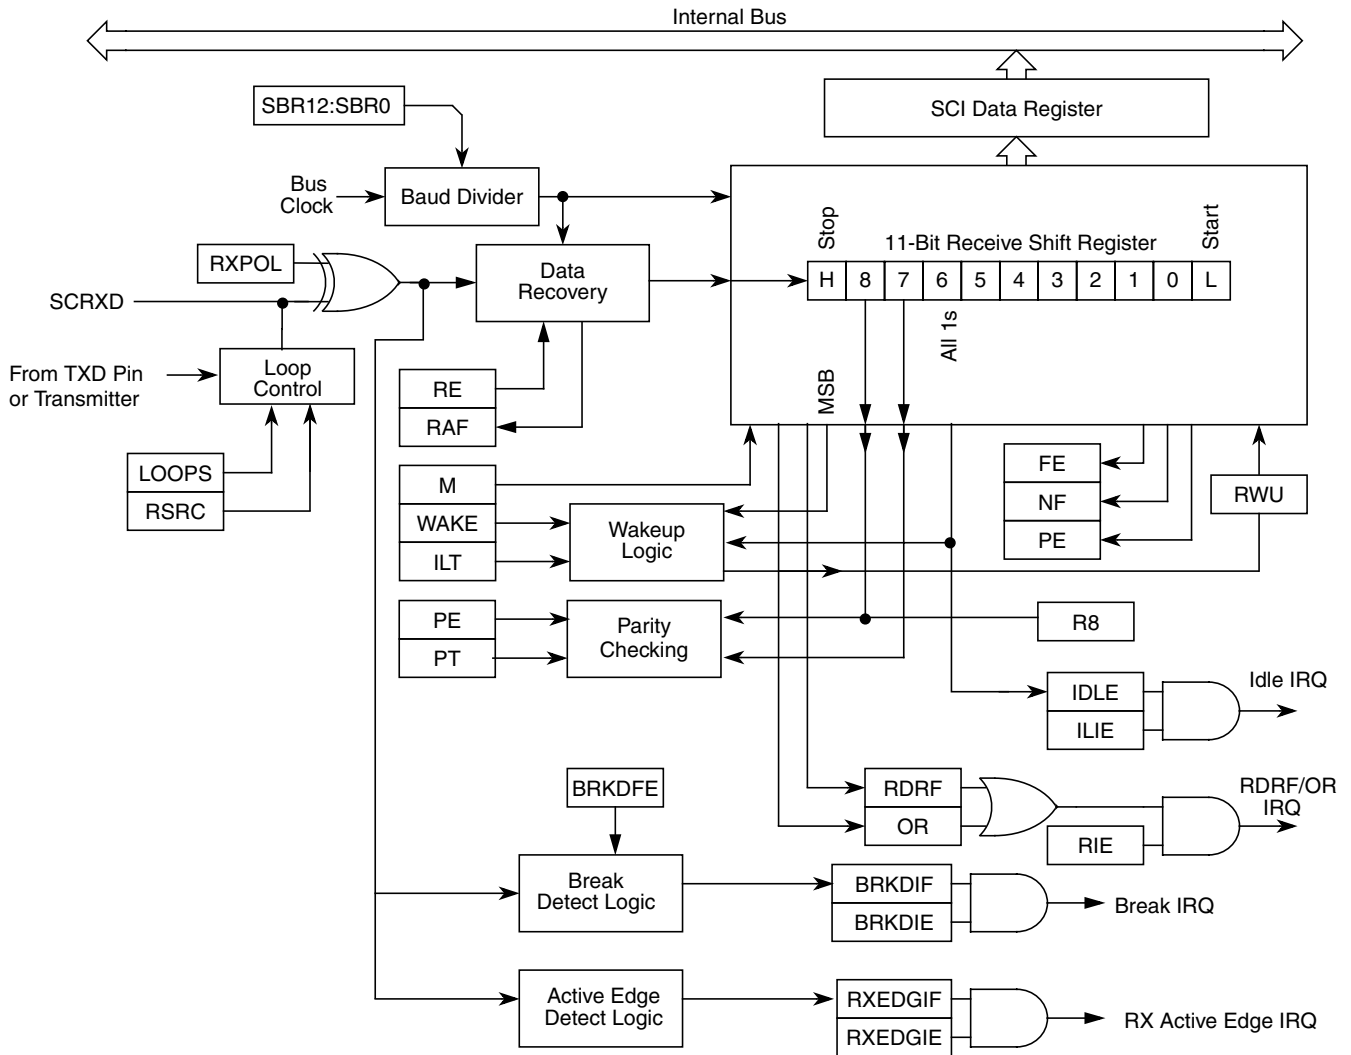 Internal Bus
SBR12:SBR0
SCI Data Register
Bus
Clock
Baud Divider
Stop
11-Bit Receive Shift Register
Start
RXPOL
Data
Recovery
H 8 7 6 5 4 3 2 1 0 L
SCRXD
All 1s
From TXD Pin
or Transmitter
Loop
Control
RE
RAF
MSB
LOOPS
RSRC
M
WAKE
ILT
Wakeup
Logic
FE
NF
PE
RWU
PE
PT
Parity
Checking
R8
IDLE
ILIE
Idle IRQ
BRKDFE
RDRF
OR
RIE
RDRF/OR
IRQ
Break
Detect Logic
BRKDIF
BRKDIE
Break IRQ
Active Edge
Detect Logic
RXEDGIF
RXEDGIE
RX Active Edge IRQ